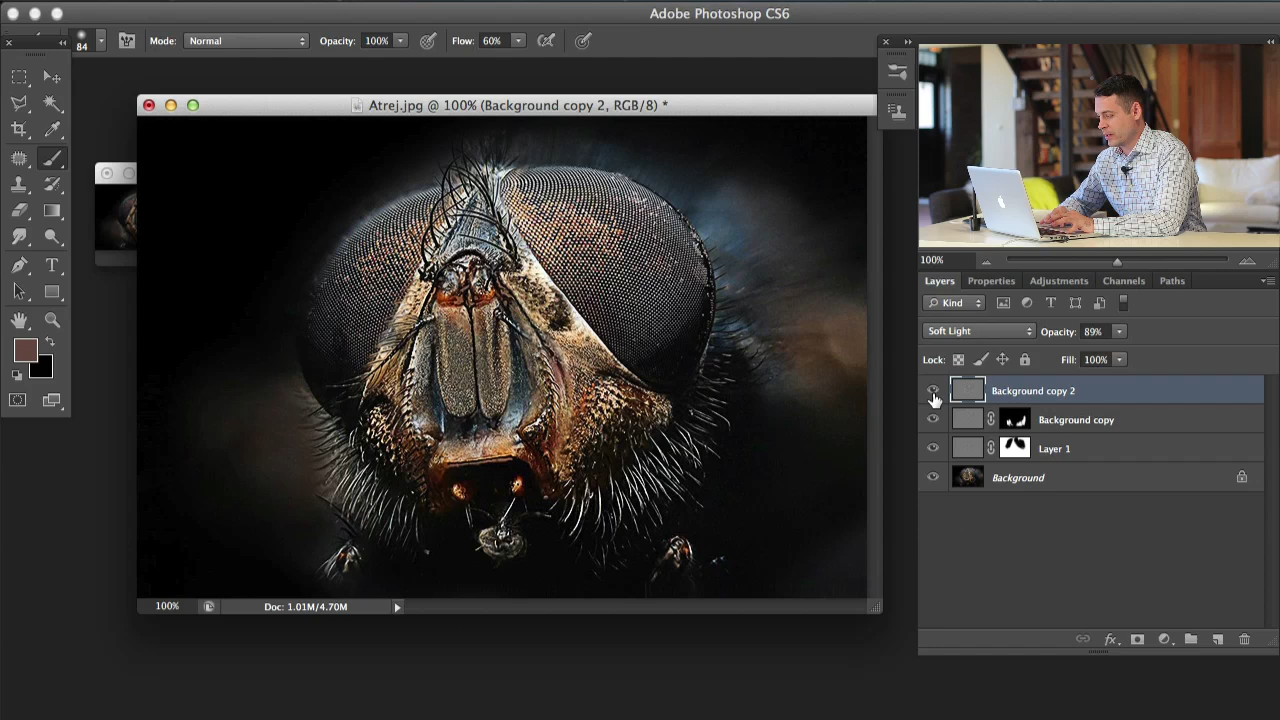 Adobe Photoshop CS6
84
Mode: Normal
Opacity: 100%
Flow: 60%
Atrej.jpg @ 100% (Background copy 2, RGB/8) *
100%
Layers
Properties
Adjustments
Channels
Paths
Kind
T
Soft Light
Opacity: 89%
Lock:
Fill: 100%
Background copy 2
Background copy
Layer 1
Background
fx
T
100%
Doc: 1.01M/4.70M